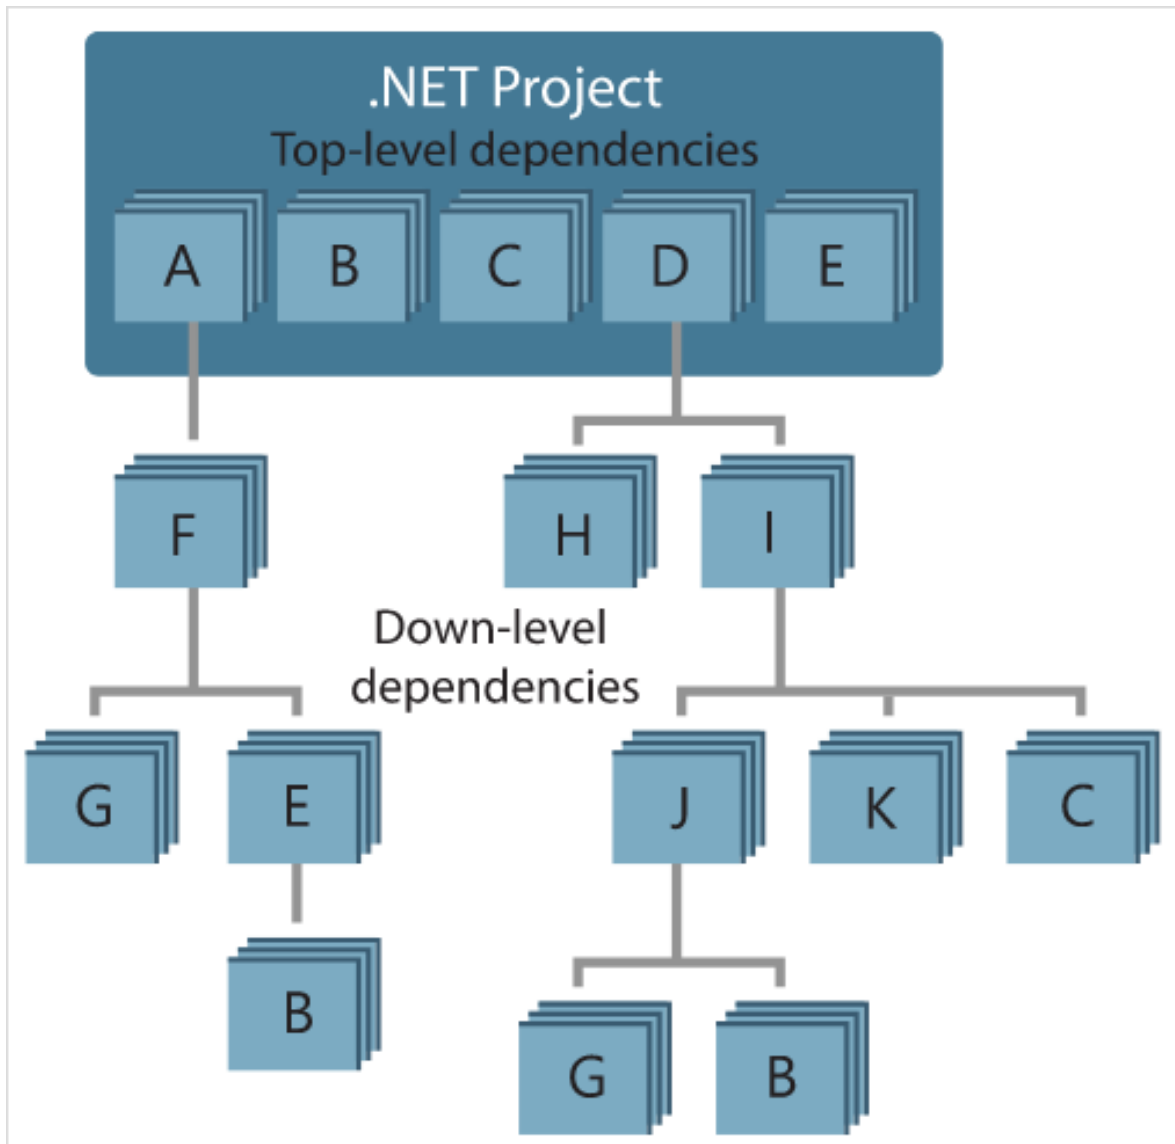 .NET Project
Top-level dependencies
A B C D E
F H I
Down-level
dependencies
G E J K C
B
G B